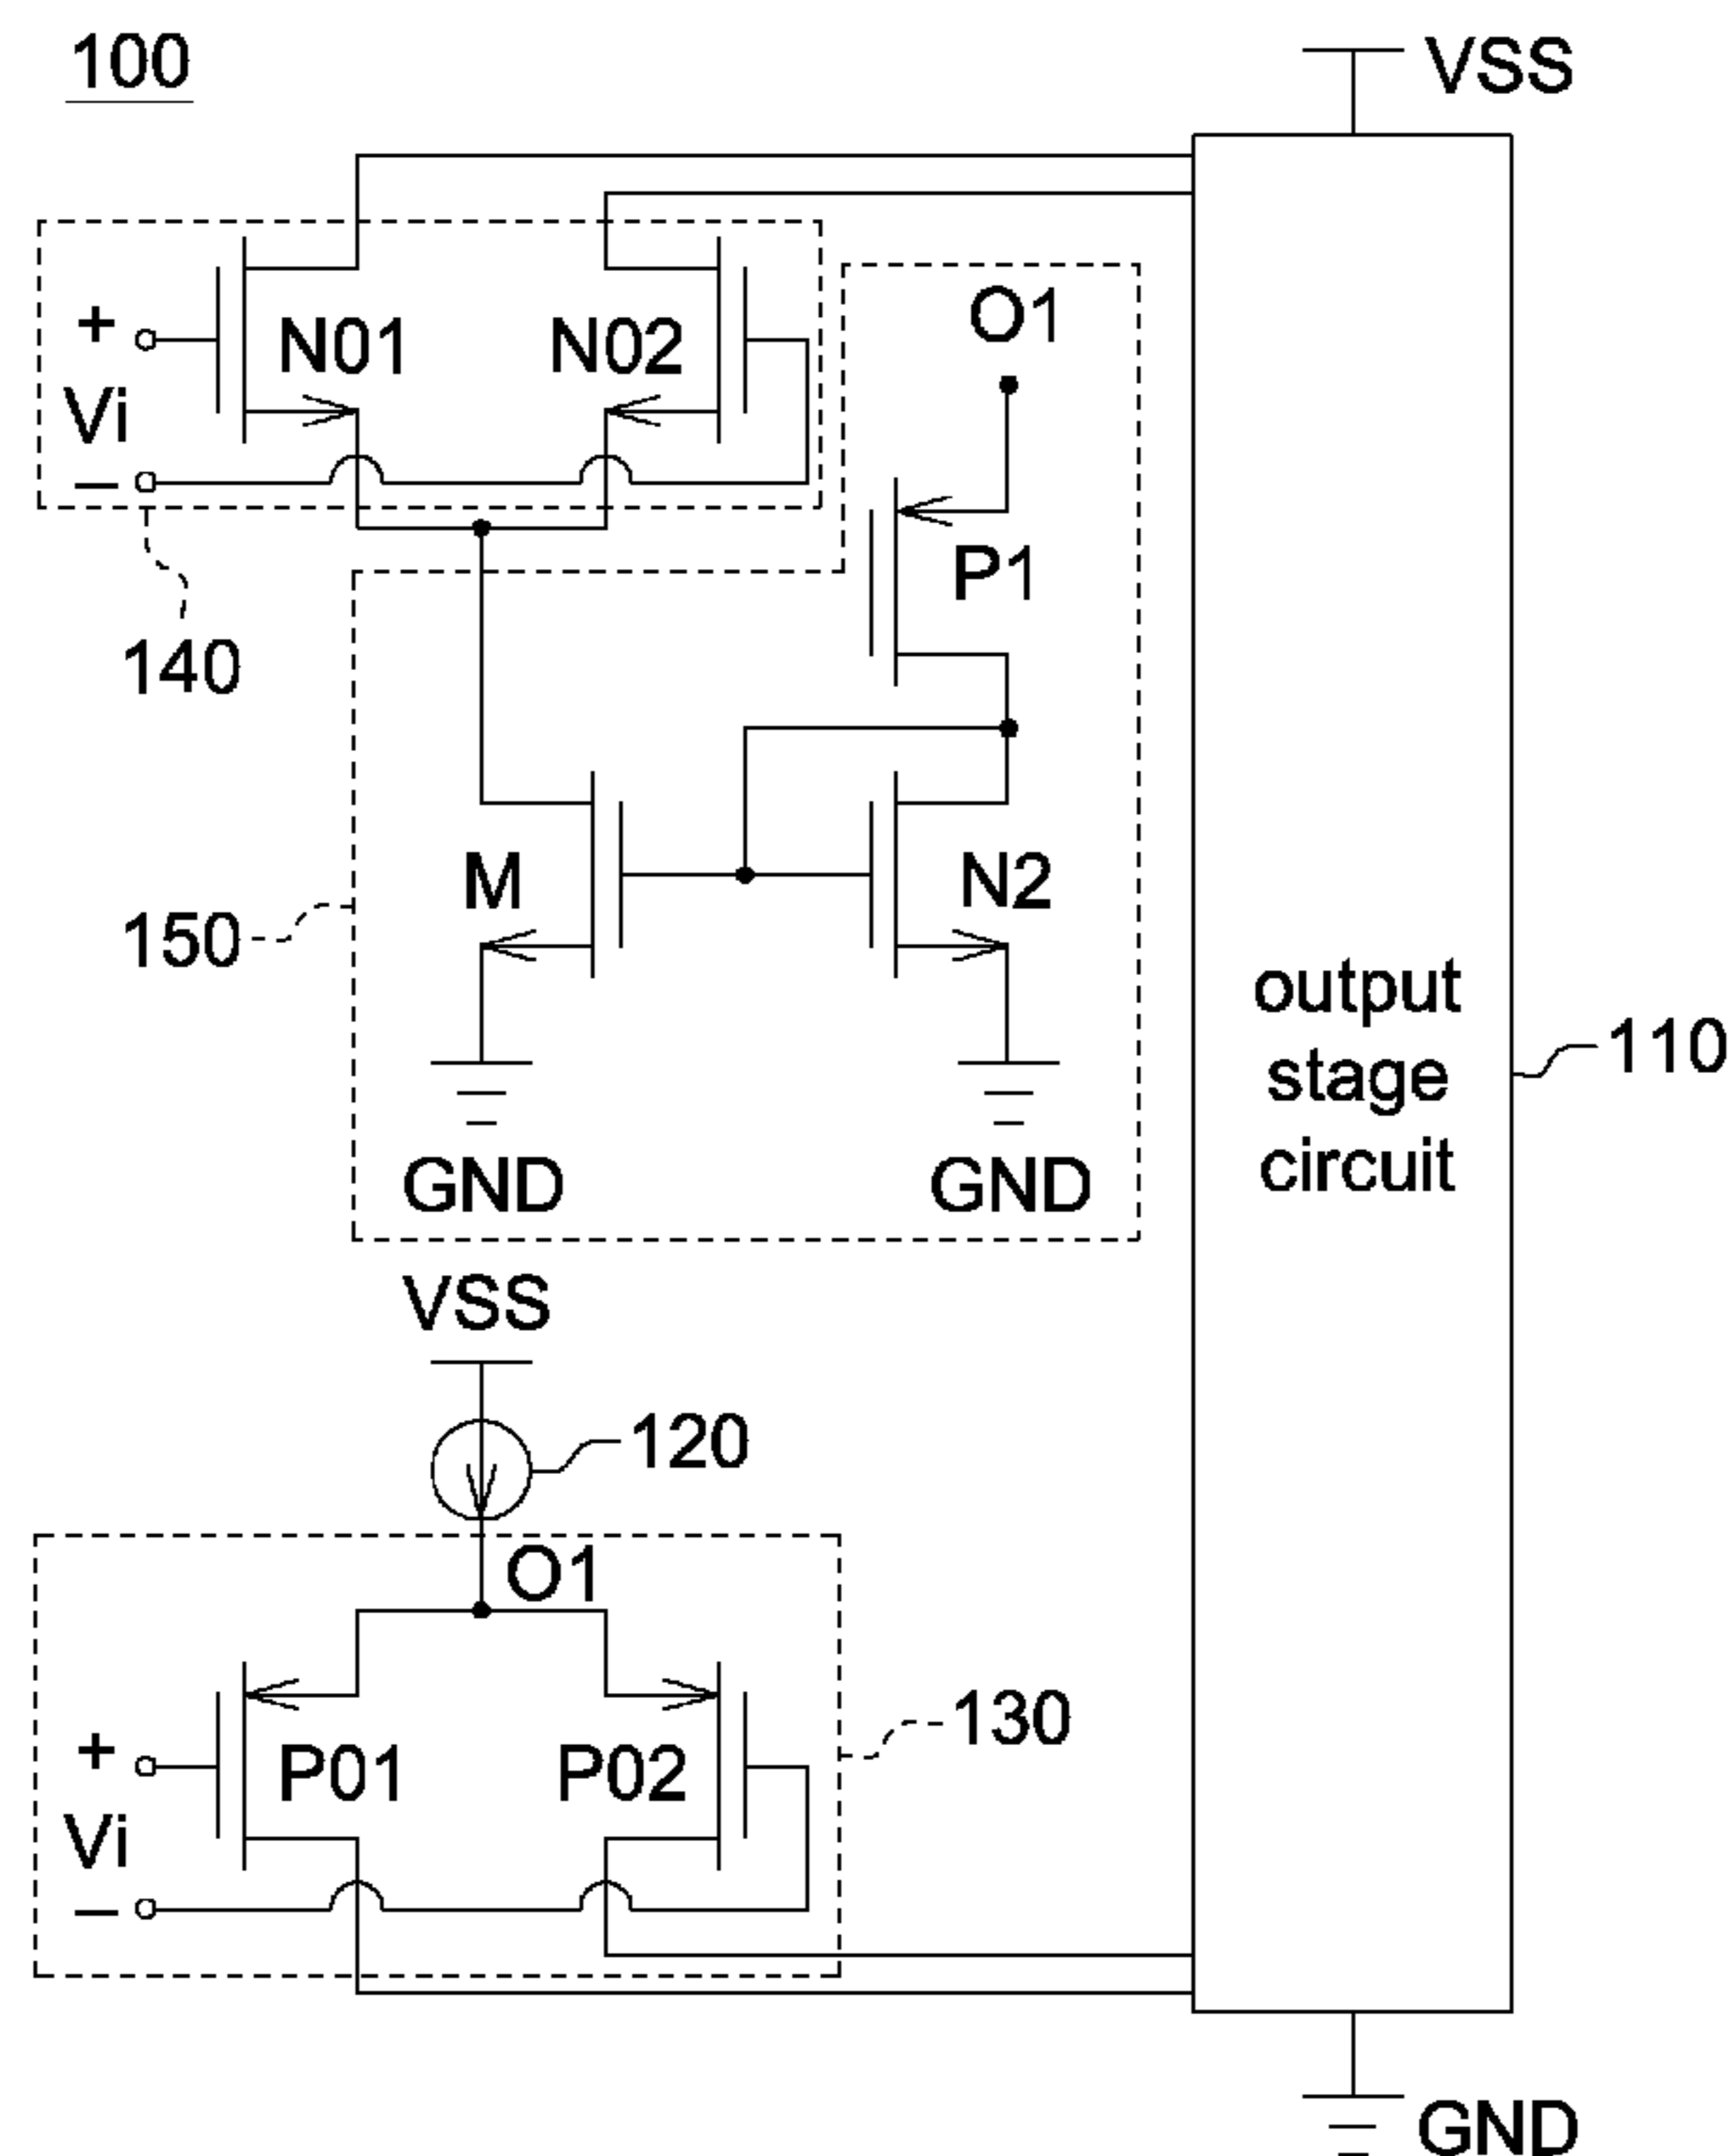 100
VSS
+
N01
N02
O1
Vi
−
P1
140
M
N2
150
output
stage
circuit
110
GND
GND
VSS
120
O1
130
+
P01
P02
Vi
−
GND